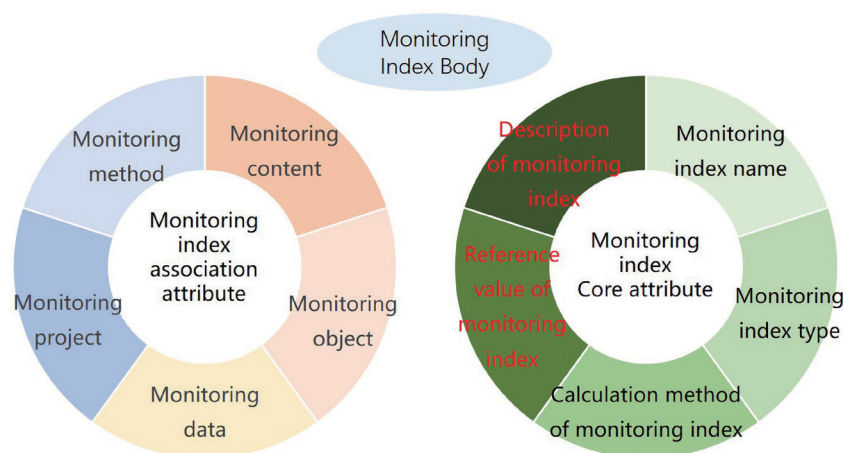 Monitoring
Index Body
Monitoring
method
Monitoring
content
Monitoring
index
association
attribute
Monitoring
project
Monitoring
object
Monitoring
data
Description
of monitoring
index
Monitoring
index name
Monitoring
index
Core attribute
Reference
value of
monitoring
index
Monitoring
index type
Calculation method
of monitoring index